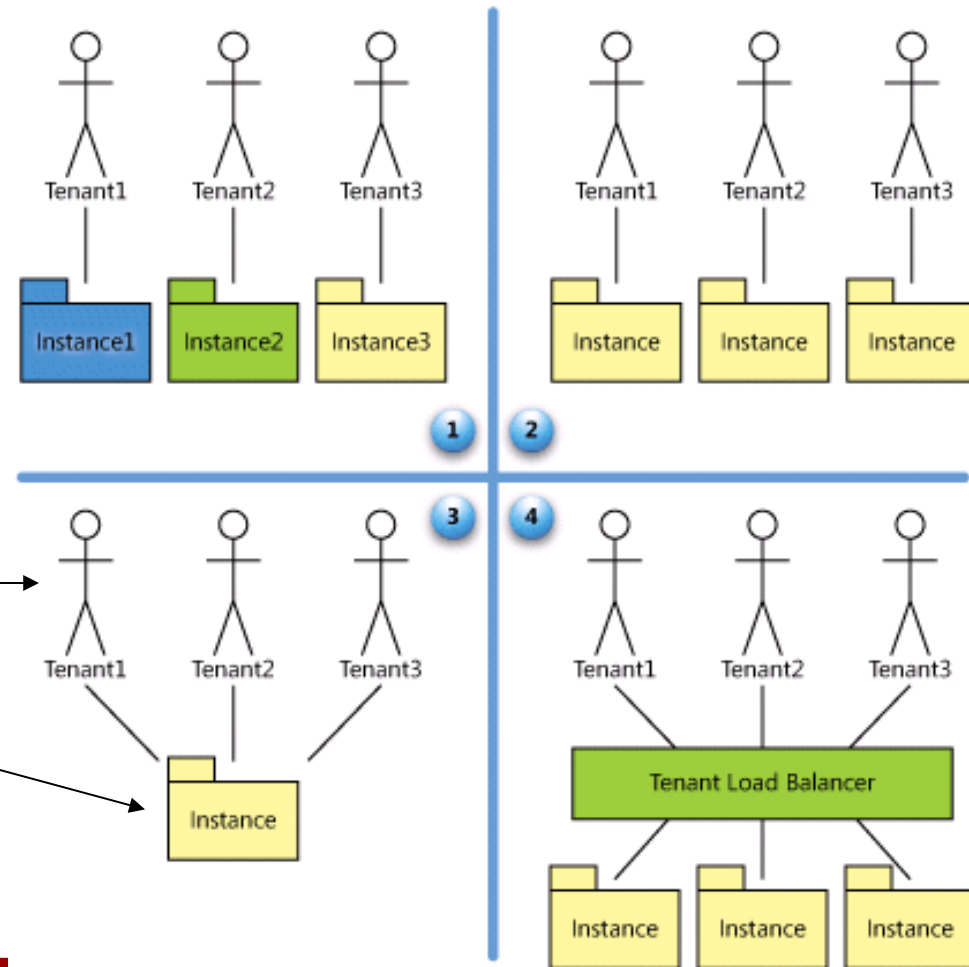 Tenant1 Tenant2 Tenant3
Instance1 Instance2 Instance3
1
Tenant1 Tenant2 Tenant3
Instance Instance Instance
2
3
Tenant1 Tenant2 Tenant3
Instance
4
Tenant1 Tenant2 Tenant3
Tenant Load Balancer
Instance Instance Instance